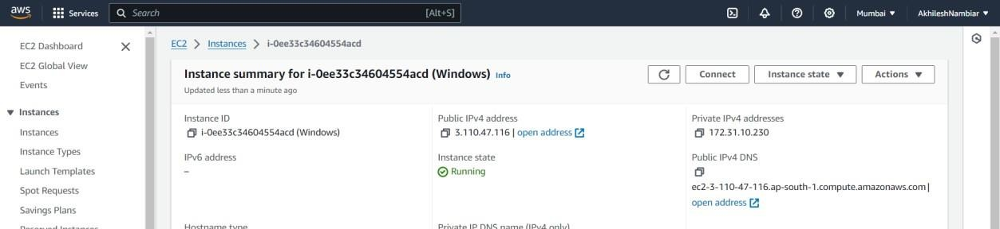 aws
Services
Search [Alt+S]
Mumbai ▼
AkhileshNambiar ▼
EC2 Dashboard
EC2 Global View
Events
▼ Instances
Instances
Instance Types
Launch Templates
Spot Requests
Savings Plans
Reserved Instances
EC2 > Instances > i-0ee33c34604554acd
Instance summary for i-0ee33c34604554acd (Windows) Info
Updated less than a minute ago
Connect
Instance state ▼
Actions ▼
Instance ID
i-0ee33c34604554acd (Windows)
Public IPv4 address
3.110.47.116 | open address
Private IPv4 addresses
172.31.10.230
IPv6 address
–
Instance state
Running
Public IPv4 DNS
ec2-3-110-47-116.ap-south-1.compute.amazonaws.com |
open address
Hostname type
Private IP DNS name (IPv4 only)